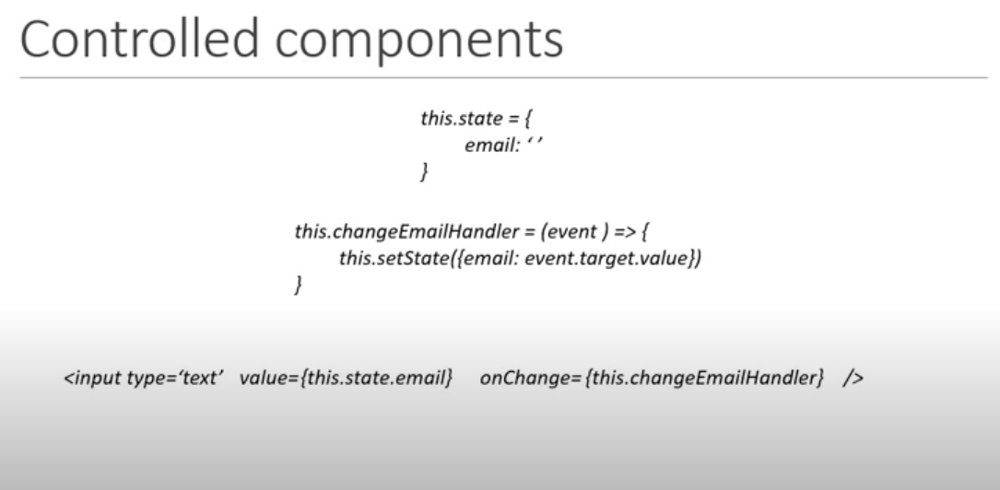 Controlled components
this.state = {
email: ‘ ’
}
this.changeEmailHandler = (event ) => {
this.setState({email: event.target.value})
}
<input type=‘text’ value={this.state.email} onChange={this.changeEmailHandler} />